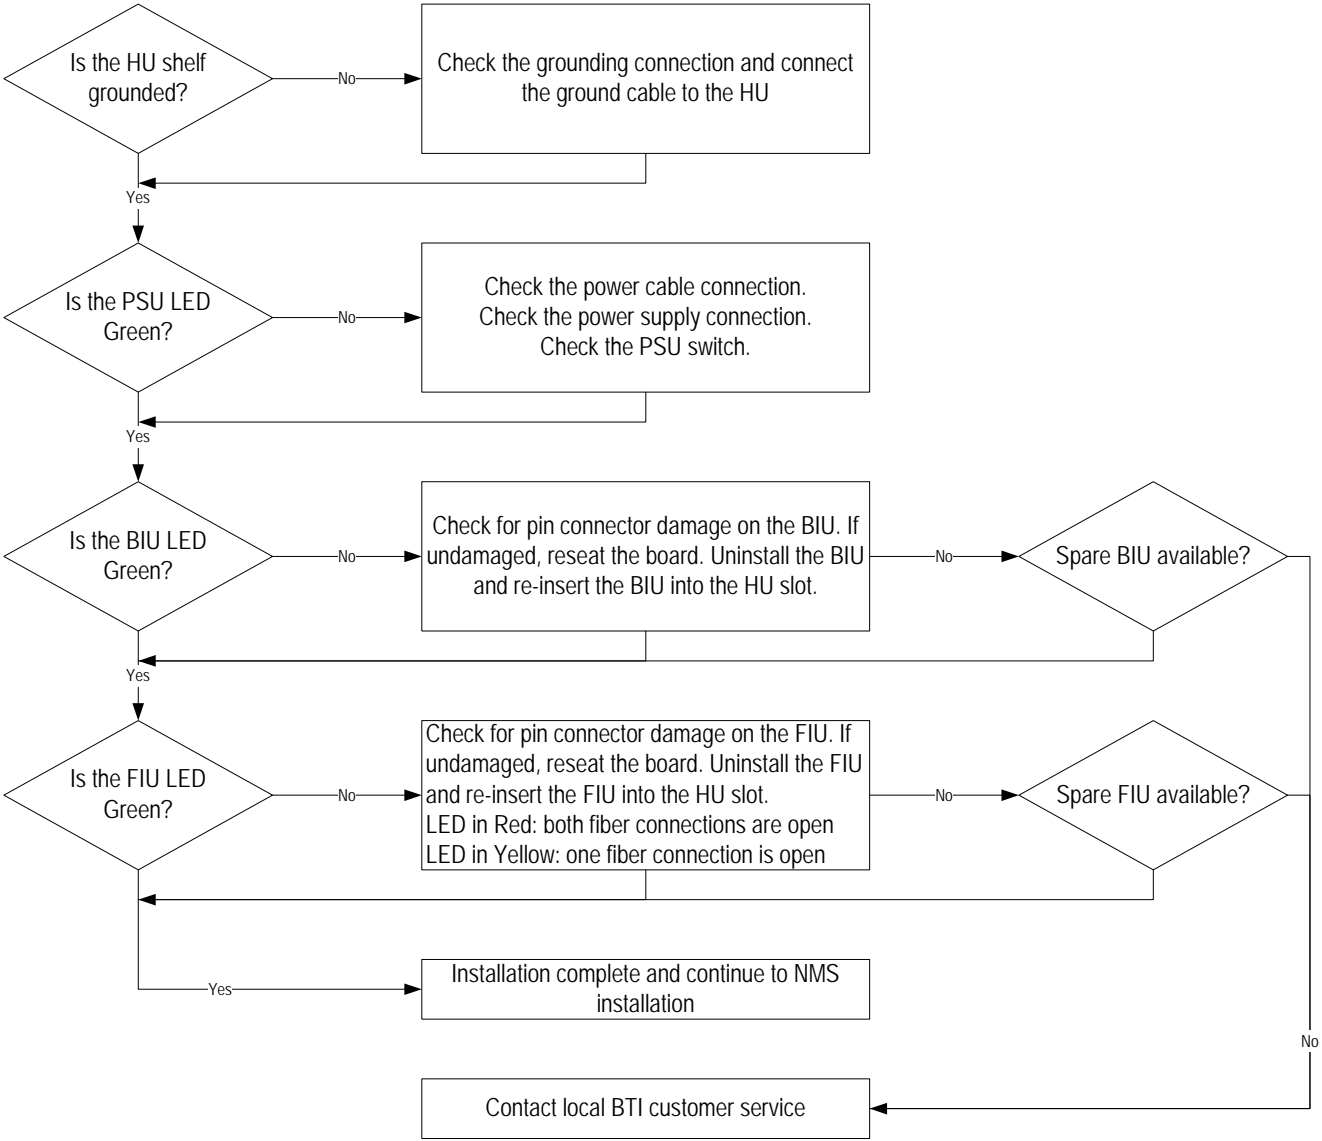 Is the HU shelf
grounded?
No
Check the grounding connection and connect
the ground cable to the HU
Yes
Is the PSU LED
Green?
No
Check the power cable connection.
Check the power supply connection.
Check the PSU switch.
Yes
Is the BIU LED
Green?
No
Check for pin connector damage on the BIU. If
undamaged, reseat the board. Uninstall the BIU
and re-insert the BIU into the HU slot.
No
Spare BIU available?
Yes
Is the FIU LED
Green?
No
Check for pin connector damage on the FIU. If
undamaged, reseat the board. Uninstall the FIU
and re-insert the FIU into the HU slot.
LED in Red: both fiber connections are open
LED in Yellow: one fiber connection is open
No
Spare FIU available?
Yes
Installation complete and continue to NMS
installation
No
Contact local BTI customer service